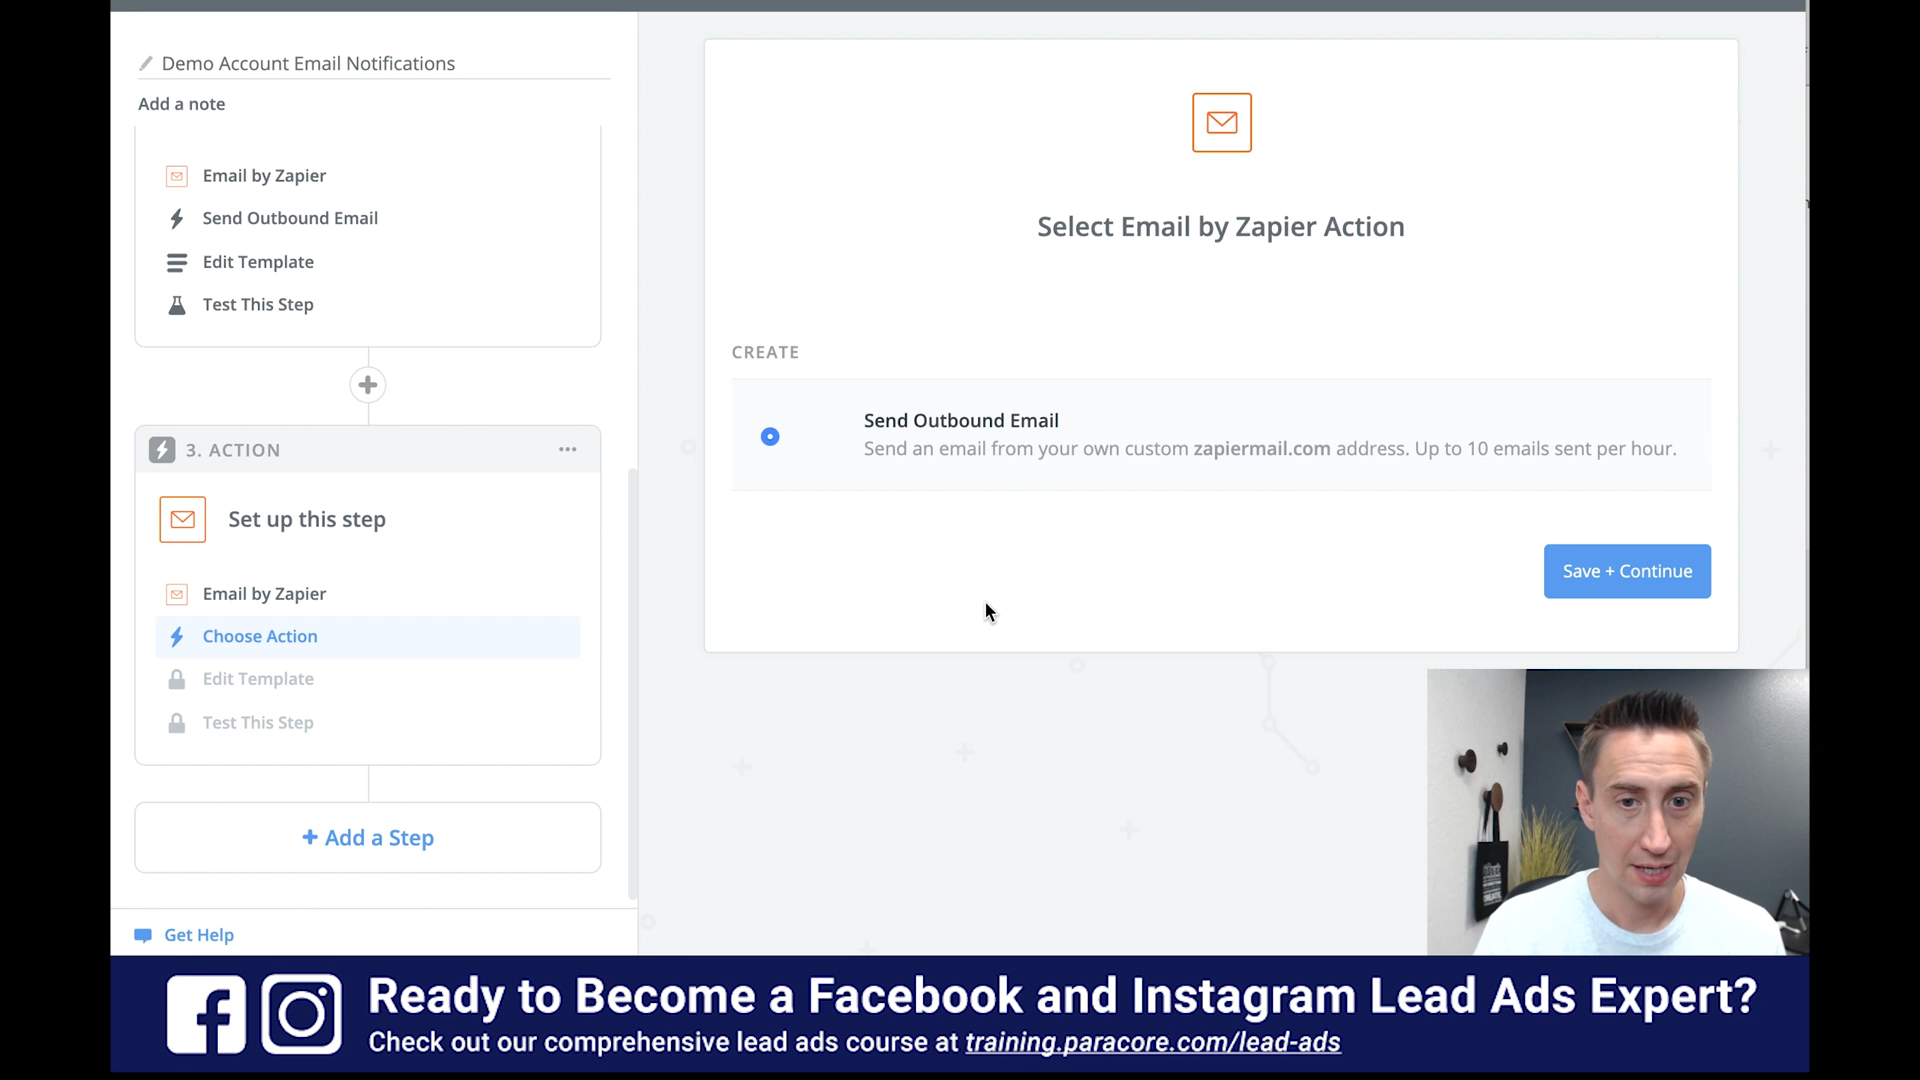 Demo Account Email Notifications
Add a note
Email by Zapier
Send Outbound Email
Edit Template
Test This Step
3. ACTION
Set up this step
Email by Zapier
Choose Action
Edit Template
Test This Step
+ Add a Step
Get Help
Select Email by Zapier Action
CREATE
Send Outbound Email
Send an email from your own custom zapiermail.com address. Up to 10 emails sent per hour.
Save + Continue
Ready to Become a Facebook and Instagram Lead Ads Expert?
Check out our comprehensive lead ads course at training.paracore.com/lead-ads